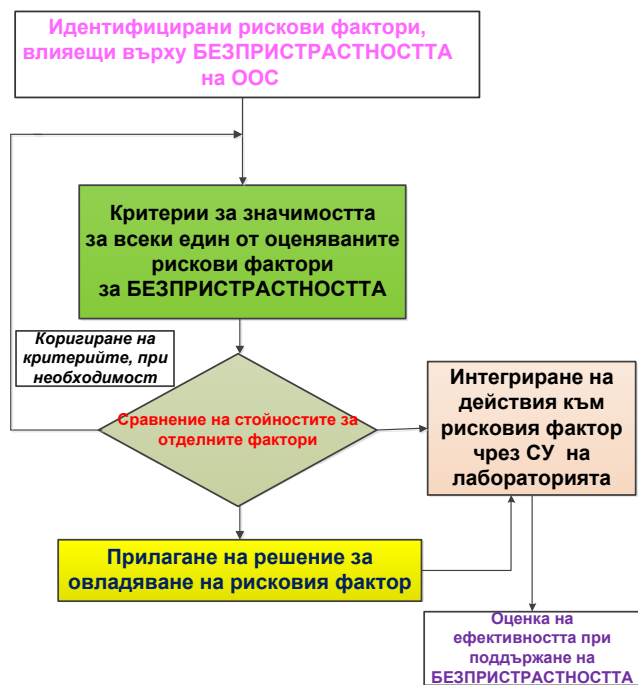 Идентифицирани рискови фактори,
влияещи върху БЕЗПРИСТРАСТНОСТТА
на ООС
Критерии за значимостта
за всеки един от оценяваните
рискови фактори
за БЕЗПРИСТРАСТНОСТТА
Коригиране на
критерийте, при
необходимост
Сравнение на стойностите за
отделните фактори
Интегриране на
действия към
рисковия фактор
чрез СУ на
лабораторията
Прилагане на решение за
овладяване на рисковия фактор
Оценка на
ефективността при
поддържане на
БЕЗПРИСТРАСТНОСТТА